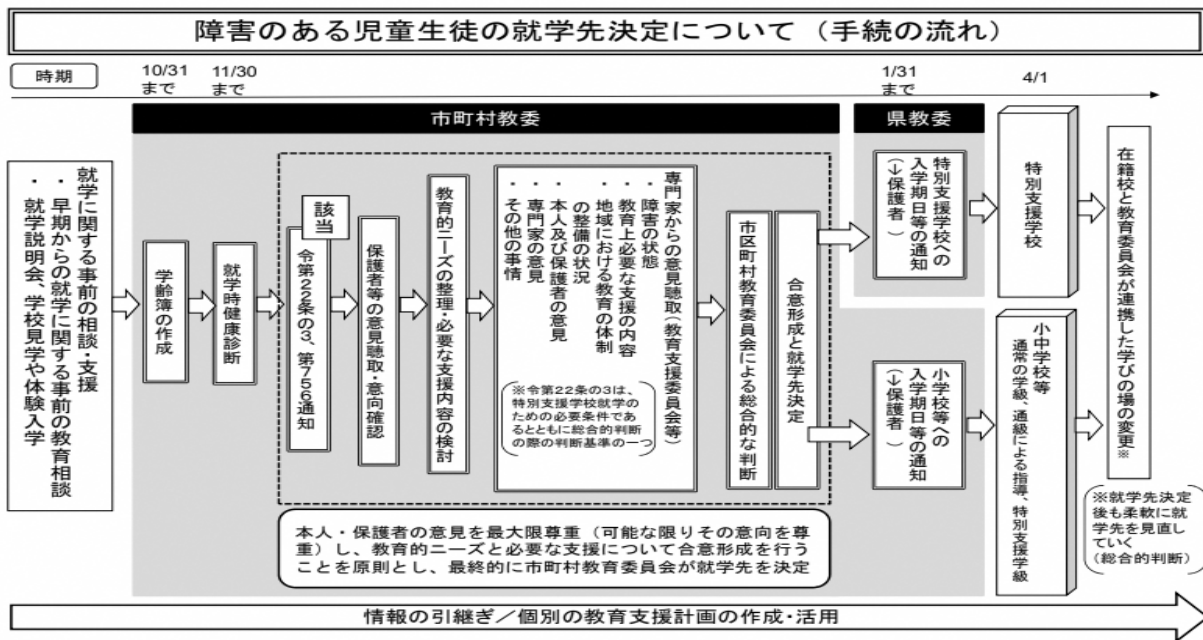 障害のある児童生徒の就学先決定について（手続の流れ）
時期
10/31
まで
11/30
まで
1/31
まで
4/1
市町村教委
県教委
就学に関する事前の相談・支援
・早期からの就学に関する事前の教育相談
・就学説明会、学校見学や体験入学
学齢簿の作成
就学時健康診断
該当
令第22条の3、第756通知
保護者等の意見聴取・意向確認
教育的ニーズの整理・必要な支援内容の検討
専門家からの意見聴取（教育支援委員会等）
・障害の状態
・教育上必要な支援の内容
・地域における教育の体制
の整備の状況
・本人及び保護者の意見
・専門家の意見
・その他の事情
※令第22条の3は、
特別支援学校就学の
ための必要条件であ
るとともに総合的判断
の際の判断基準の一つ
市区町村教育委員会による総合的な判断
合意形成と就学先決定
特別支援学校への
入学期日等の通知
（→保護者）
小学校等への
入学期日等の通知
（→保護者）
特別支援学校
小中学校等
通常の学級、通級による指導、特別支援学級
在籍校と教育委員会が連携した学びの場の変更※
※就学先決定
後も柔軟に就
学先を見直し
ていく
（総合的判断）
本人・保護者の意見を最大限尊重（可能な限りその意向を尊
重）し、教育的ニーズと必要な支援について合意形成を行う
ことを原則とし、最終的に市町村教育委員会が就学先を決定
情報の引継ぎ／個別の教育支援計画の作成・活用